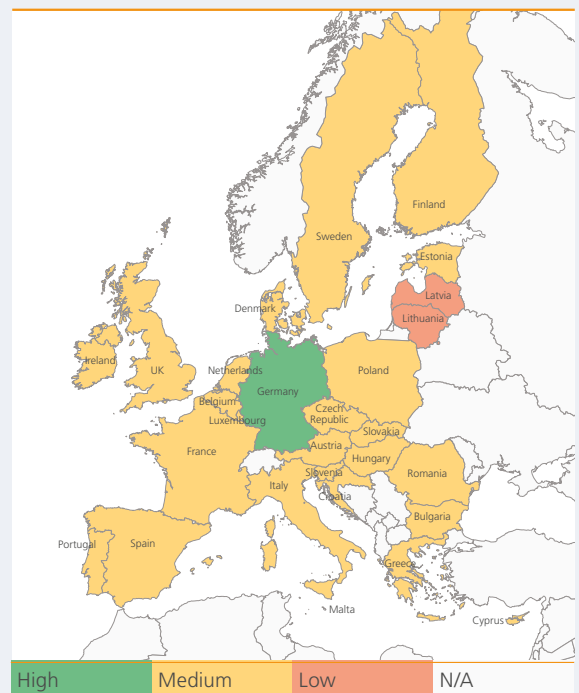 Finland
Sweden
Estonia
Latvia
Denmark
Lithuania
Ireland
UK
Netherlands
Poland
Germany
Belgium
Czech
Republic
Luxembourg
Slovakia
Austria
France
Hungary
Slovenia
Romania
Italy
Croatia
Bulgaria
Portugal
Spain
Greece
Malta
Cyprus
High
Medium
Low
N/A